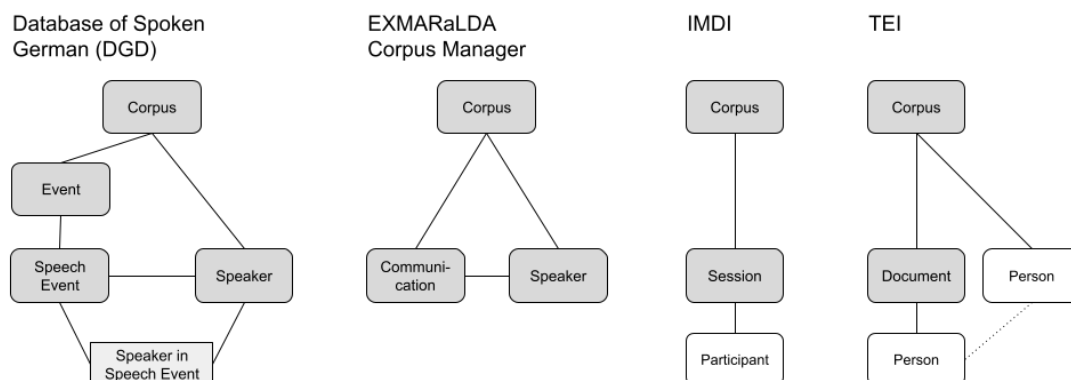 Database of Spoken
German (DGD)
EXMARaLDA
Corpus Manager
IMDI
TEI
Corpus
Corpus
Corpus
Corpus
Event
Speech
Event
Speaker
Communi-
cation
Speaker
Session
Document
Person
Speaker in
Speech Event
Participant
Person